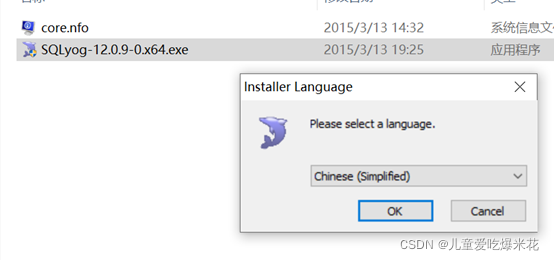 core.nfo 2015/3/13 14:32 系统信息文
SQLyog-12.0.9-0.x64.exe 2015/3/13 19:25 应用程序
Installer Language
Please select a language.
Chinese (Simplified)
OK Cancel
CSDN @儿童爱吃爆米花